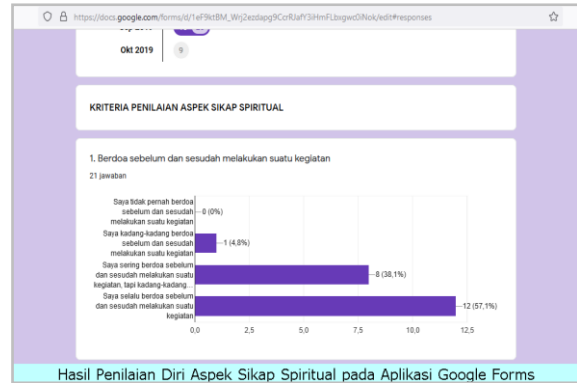 https://docs.google.com/forms/d/1eF9ktBM_Wrj2ezdapg9CcrRJafY3iHmFLbxgwc0iNok/edit#responses
Okt 2019
9
KRITERIA PENILAIAN ASPEK SIKAP SPIRITUAL
1. Berdoa sebelum dan sesudah melakukan suatu kegiatan
21 jawaban
Saya tidak pernah berdoa
sebelum dan sesudah
melakukan suatu kegiatan
0 (0%)
Saya kadang-kadang berdoa
sebelum dan sesudah
melakukan suatu kegiatan
1 (4,8%)
Saya sering berdoa sebelum
dan sesudah melakukan suatu
kegiatan, tapi kadang-kadang...
8 (38,1%)
Saya selalu berdoa sebelum
dan sesudah melakukan suatu
kegiatan
12 (57,1%)
0,0 2,5 5,0 7,5 10,0 12,5
Hasil Penilaian Diri Aspek Sikap Spiritual pada Aplikasi Google Forms